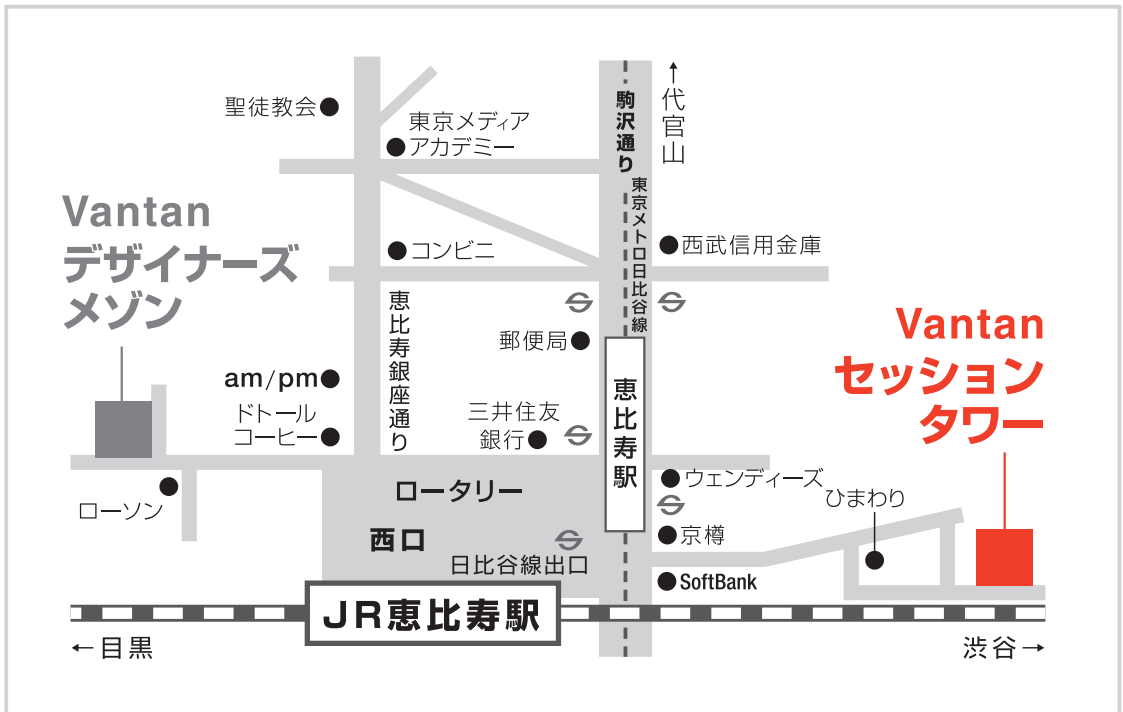 聖徒教会
東京メディア
アカデミー
駒沢通り
↑代官山
東京メトロ日比谷線
Vantan
デザイナーズ
メゾン
コンビニ
西武信用金庫
恵比寿銀座通り
郵便局
Vantan
セッション
タワー
am/pm
ドトール
コーヒー
三井住友
銀行
恵比寿駅
ローソン
ロータリー
ウェンディーズ
ひまわり
西口
京樽
日比谷線出口
SoftBank
JR恵比寿駅
←目黒
渋谷→